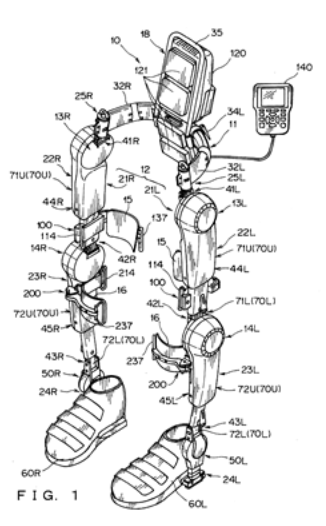 35
10
18
140
120
121
32R
25R
34L
11
13R
41R
12
32L
22R
21R
25L
71U(70U)
15
21L
41L
44R
13L
100
137
114
22L
14R
42R
15
71U(70U)
23R
214
114
44L
200
16
100
72U(70U)
42L
71L(70L)
45R
237
16
14L
43R
72L(70L)
237
23L
50R
200
72U(70U)
24R
45L
43L
72L(70L)
50L
60R
24L
FIG. 1
60L